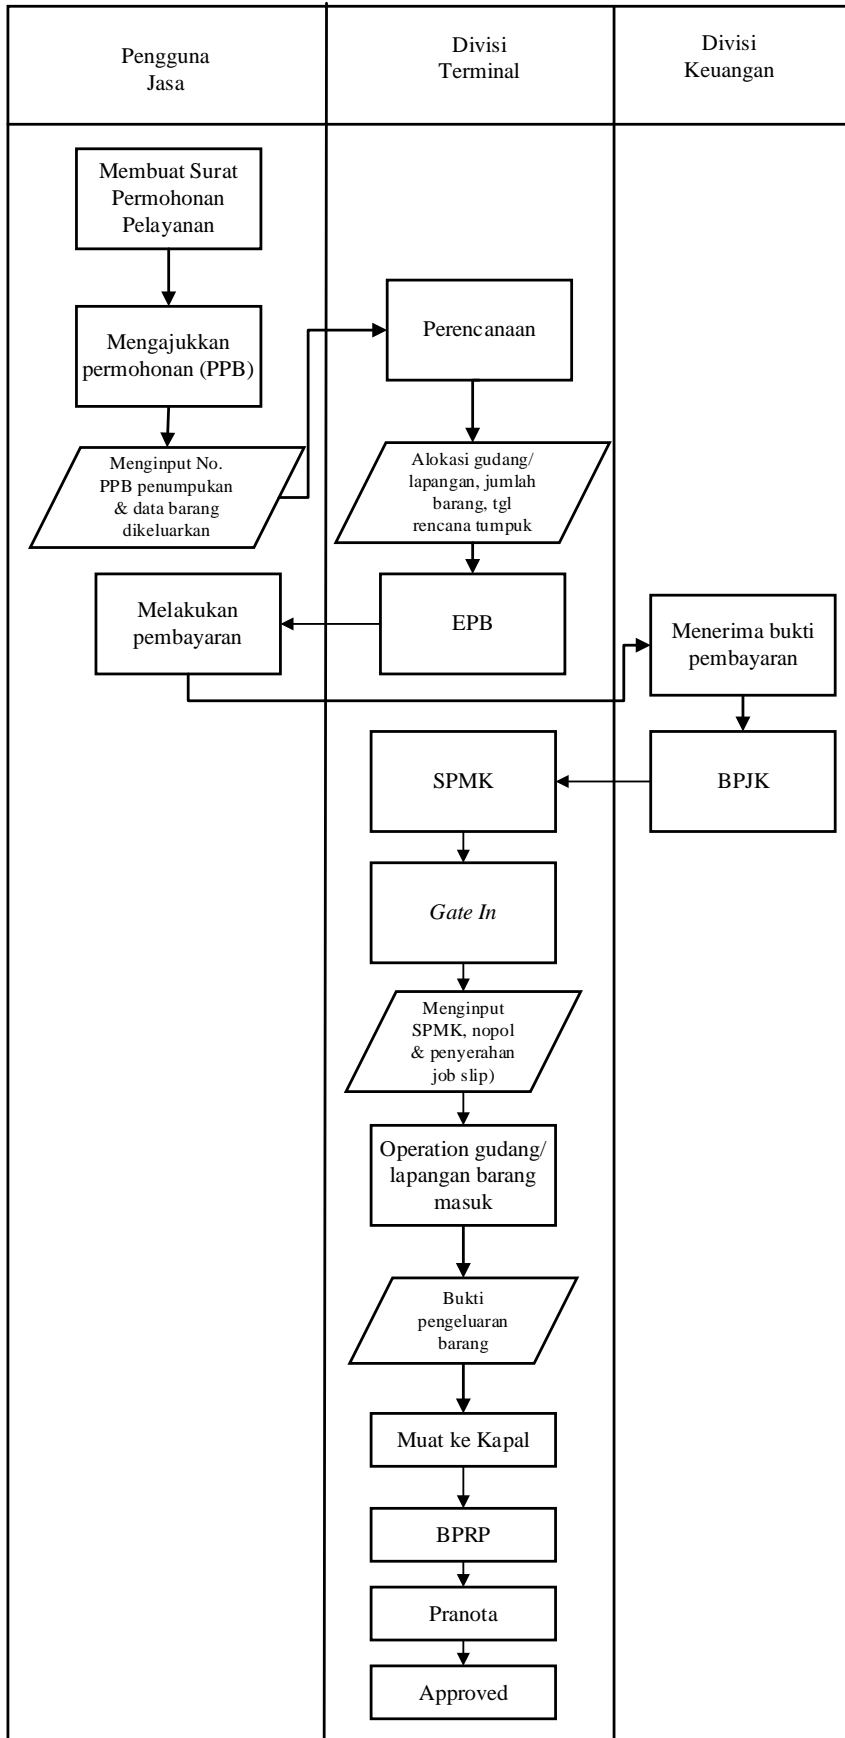 Pengguna
Jasa
Divisi
Terminal
Divisi
Keuangan
Membuat Surat
Permohonan
Pelayanan
Mengajukkan
permohonan (PPB)
Perencanaan
Menginput No.
PPB penumpukan
& data barang
dikeluarkan
Alokasi gudang/
lapangan, jumlah
barang, tgl
rencana tumpuk
Melakukan
pembayaran
EPB
Menerima bukti
pembayaran
SPMK
BPJK
Gate In
Menginput
SPMK, nopol
& penyerahan
job slip)
Operation gudang/
lapangan barang
masuk
Bukti
pengeluaran
barang
Muat ke Kapal
BPRP
Pranota
Approved